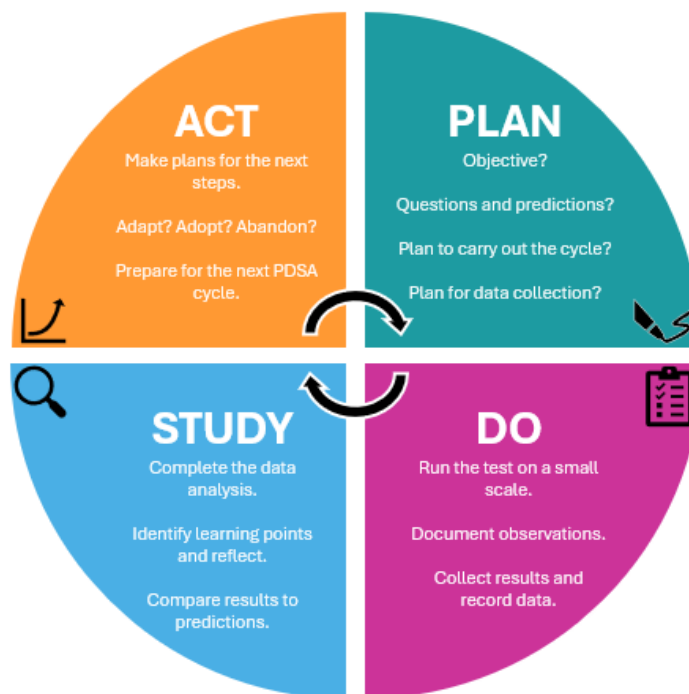 ACT
Make plans for the next
steps.
Adapt? Adopt? Abandon?
Prepare for the next PDSA
cycle.
PLAN
Objective?
Questions and predictions?
Plan to carry out the cycle?
Plan for data collection?
STUDY
Complete the data
analysis.
Identify learning points
and reflect.
Compare results to
predictions.
DO
Run the test on a small
scale.
Document observations.
Collect results and
record data.